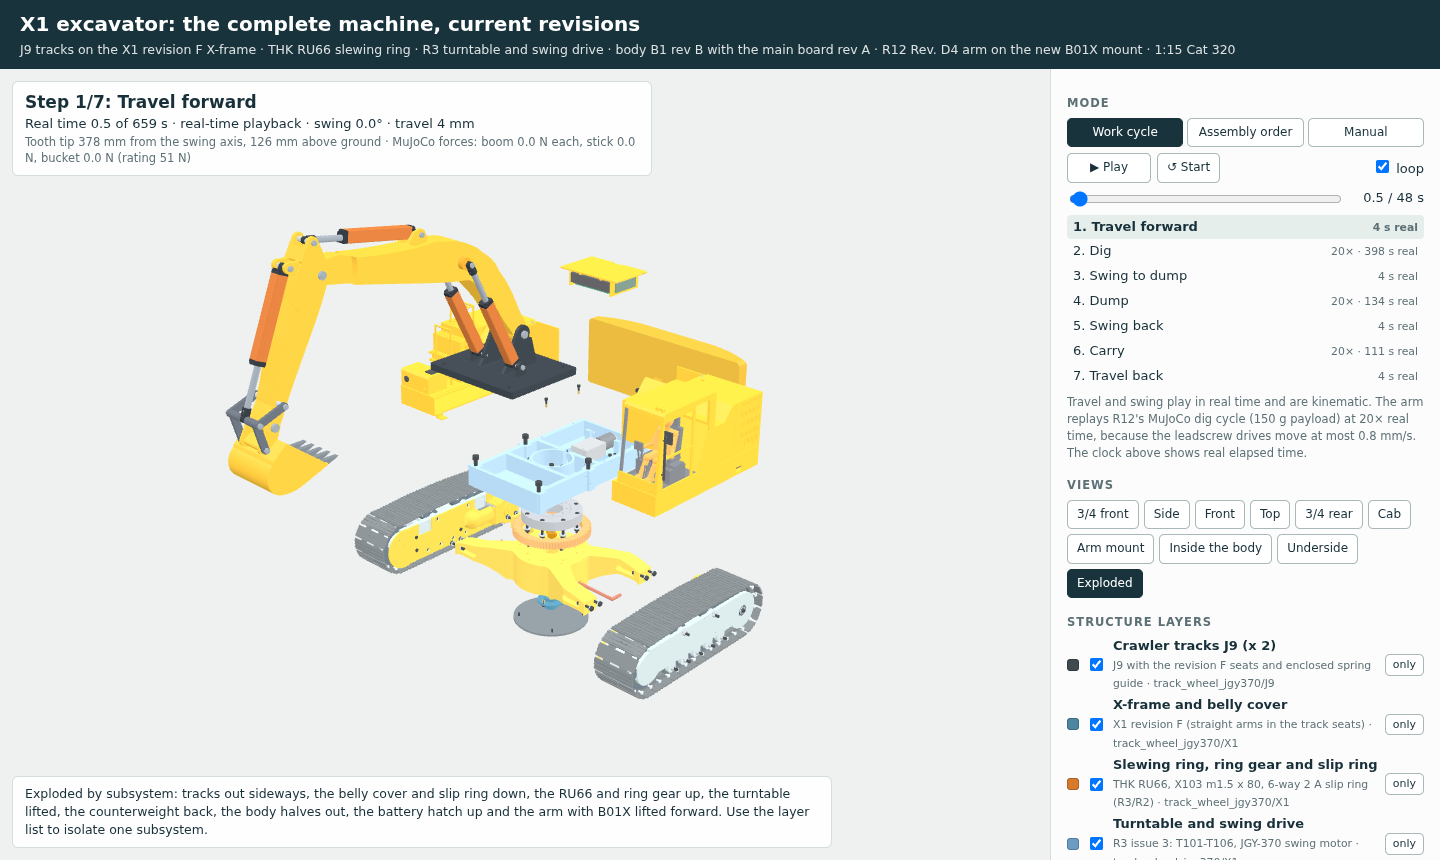 X1 excavator: the complete machine, current revisions
J9 tracks on the X1 revision F X-frame · THK RU66 slewing ring · R3 turntable and swing drive · body B1 rev B with the main board rev A · R12 Rev. D4 arm on the new B01X mount · 1:15 Cat 320
Step 1/7: Travel forward
Real time 0.5 of 659 s · real-time playback · swing 0.0° · travel 4 mm
Tooth tip 378 mm from the swing axis, 126 mm above ground · MuJoCo forces: boom 0.0 N each, stick 0.0
N, bucket 0.0 N (rating 51 N)
Exploded by subsystem: tracks out sideways, the belly cover and slip ring down, the RU66 and ring gear up, the turntable
lifted, the counterweight back, the body halves out, the battery hatch up and the arm with B01X lifted forward. Use the layer
list to isolate one subsystem.
MODE
Work cycle
Assembly order
Manual
▶ Play
↺ Start
loop
0.5 / 48 s
1. Travel forward 4 s real
2. Dig 20× · 398 s real
3. Swing to dump 4 s real
4. Dump 20× · 134 s real
5. Swing back 4 s real
6. Carry 20× · 111 s real
7. Travel back 4 s real
Travel and swing play in real time and are kinematic. The arm
replays R12's MuJoCo dig cycle (150 g payload) at 20× real
time, because the leadscrew drives move at most 0.8 mm/s.
The clock above shows real elapsed time.
VIEWS
3/4 front
Side
Front
Top
3/4 rear
Cab
Arm mount
Inside the body
Underside
Exploded
STRUCTURE LAYERS
Crawler tracks J9 (x 2)
J9 with the revision F seats and enclosed spring
guide · track_wheel_jgy370/J9
only
X-frame and belly cover
X1 revision F (straight arms in the track seats) ·
track_wheel_jgy370/X1
only
Slewing ring, ring gear and slip ring
THK RU66, X103 m1.5 x 80, 6-way 2 A slip ring
(R3/R2) · track_wheel_jgy370/X1
only
Turntable and swing drive
R3 issue 3: T101-T106, JGY-370 swing motor ·
only